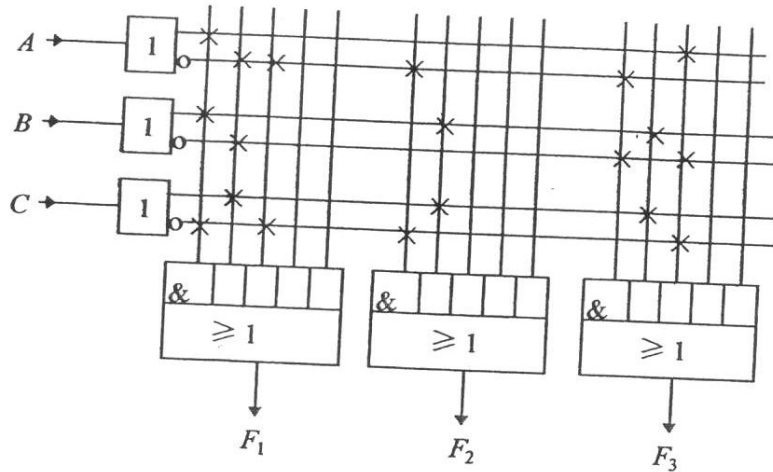 A 1
B 1
C 1
& & &
≥ 1 ≥ 1 ≥ 1
F₁ F₂ F₃